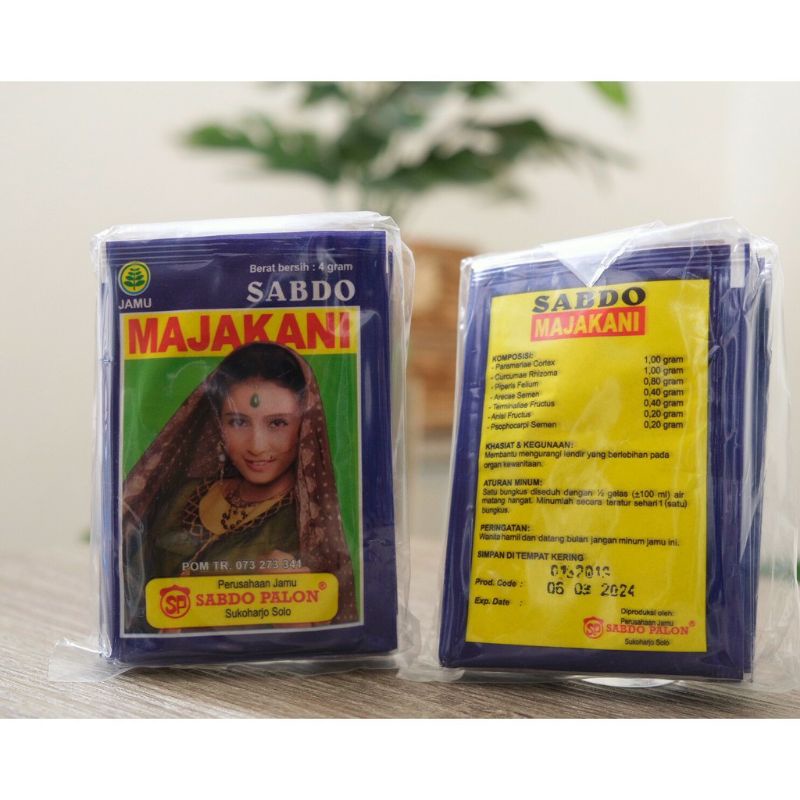 JAMU
Berat bersih : 4 gram
SABDO
MAJAKANI
POM TR. 073 273 341
Perusahaan Jamu
SP SABDO PALON®
Sukoharjo Solo
SABDO
MAJAKANI
KOMPOSISI:
- Parameriae Cortex 1,00 gram
- Curcumae Rhizoma 1,00 gram
- Piperis Folium 0,80 gram
- Arecae Semen 0,40 gram
- Terminaliae Fructus 0,40 gram
- Anisi Fructus 0,20 gram
- Psophocarpi Semen 0,20 gram
KHASIAT & KEGUNAAN:
Membantu mengurangi lendir yang berlebihan pada
organ kewanitaan.
ATURAN MINUM:
Satu bungkus diseduh dengan ½ gelas (±100 ml) air
matang hangat. Minumlah secara teratur sehari 1 (satu)
bungkus.
PERINGATAN:
Wanita hamil dan datang bulan jangan minum jamu ini.
SIMPAN DI TEMPAT KERING
Prod. Code :
06 09 2024
Exp. Date :
Diproduksi oleh:
Perusahaan Jamu
SP SABDO PALON®
Sukoharjo Solo